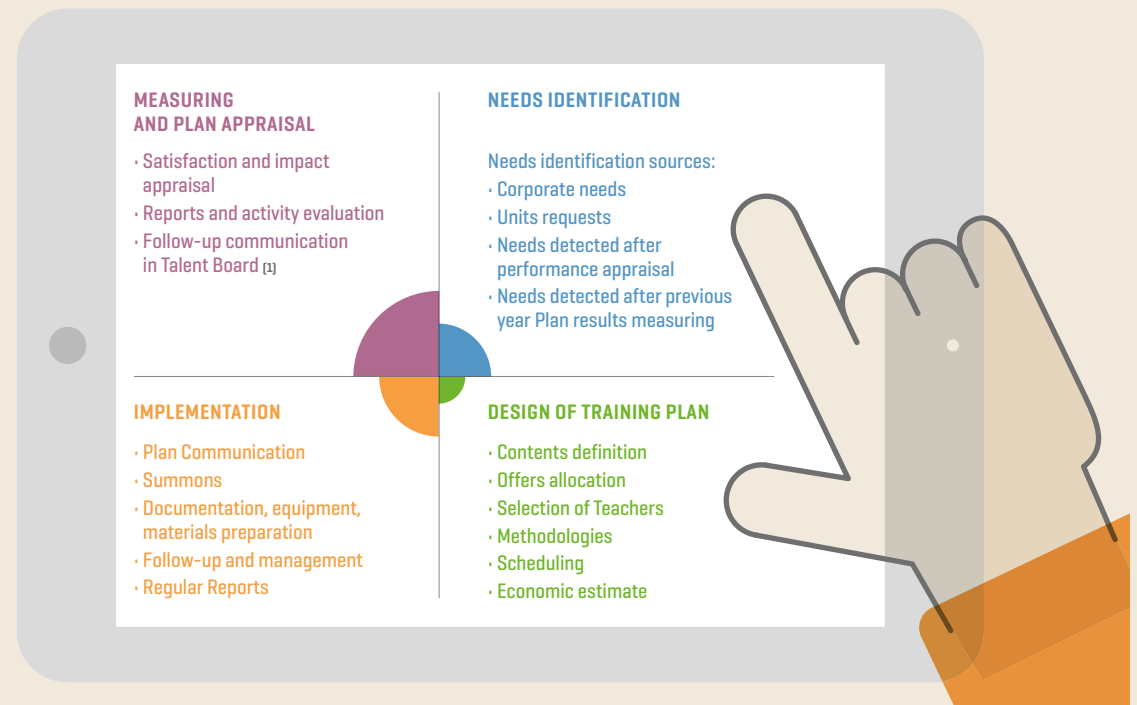 MEASURING
AND PLAN APPRAISAL
· Satisfaction and impact
appraisal
· Reports and activity evaluation
· Follow-up communication
in Talent Board [1]
NEEDS IDENTIFICATION
Needs identification sources:
· Corporate needs
· Units requests
· Needs detected after
performance appraisal
· Needs detected after previous
year Plan results measuring
IMPLEMENTATION
· Plan Communication
· Summons
· Documentation, equipment,
materials preparation
· Follow-up and management
· Regular Reports
DESIGN OF TRAINING PLAN
· Contents definition
· Offers allocation
· Selection of Teachers
· Methodologies
· Scheduling
· Economic estimate